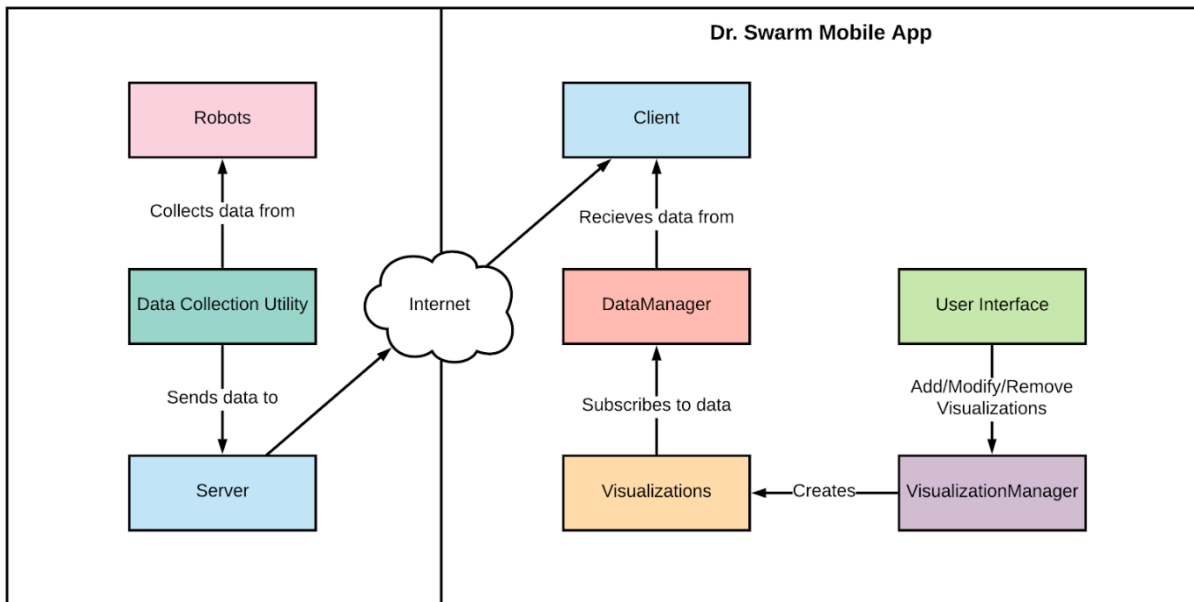 Dr. Swarm Mobile App
Robots
Client
Collects data from
Recieves data from
Data Collection Utility
Internet
DataManager
User Interface
Sends data to
Subscribes to data
Add/Modify/Remove
Visualizations
Server
Visualizations
Creates
VisualizationManager